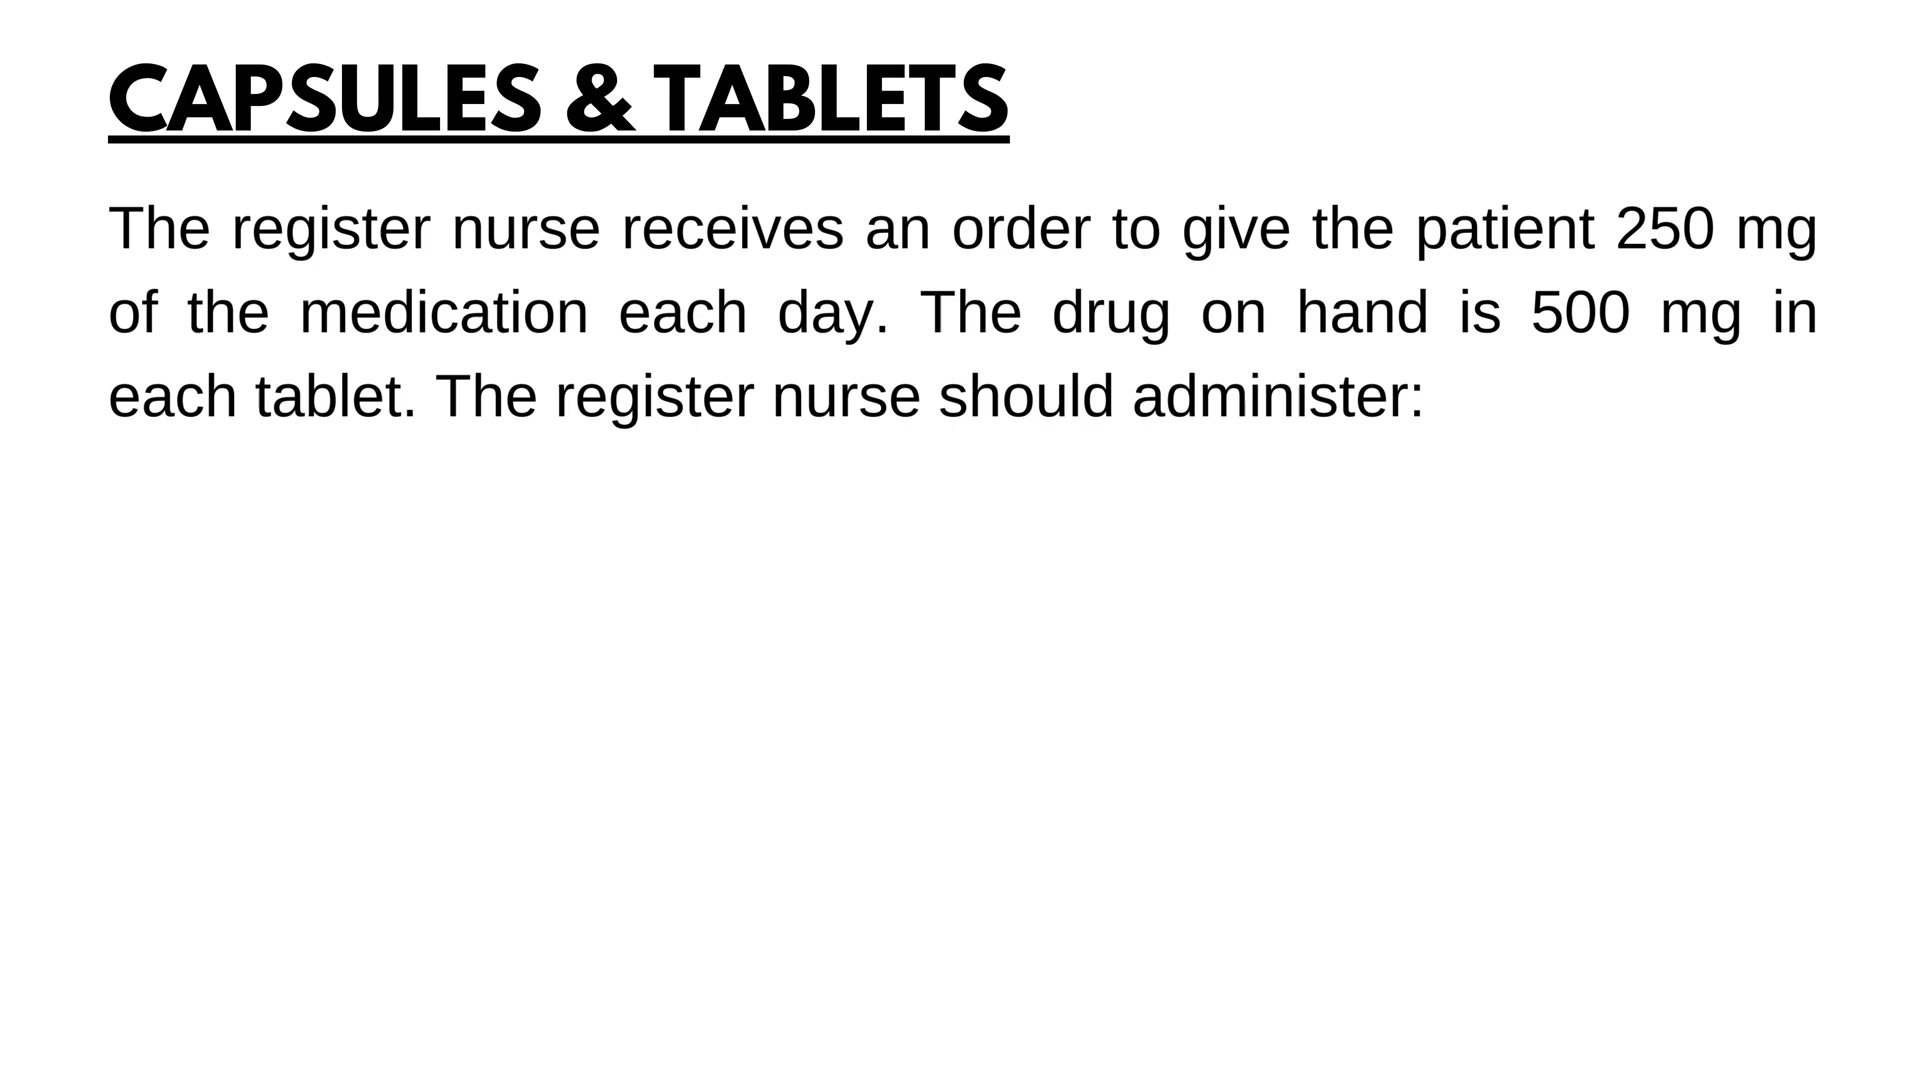 CAPSULES & TABLETS
The register nurse receives an order to give the patient 250 mg
of the medication each day. The drug on hand is 500 mg in
each tablet. The register nurse should administer: